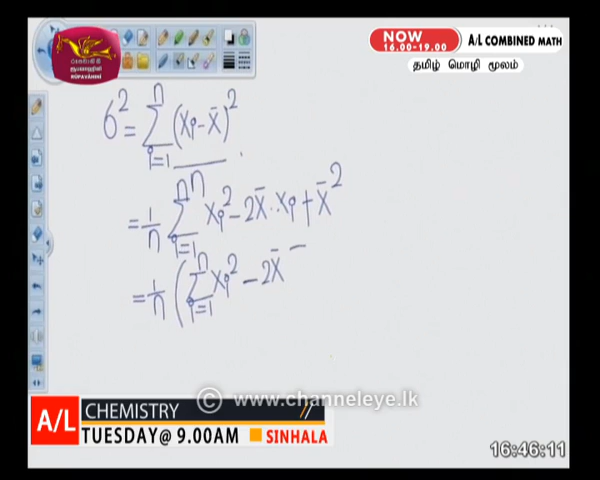 NOW
16.00-19.00
A/L COMBINED MATH
தமிழ் மொழி மூலம்
6² = Σ(i=1 → n) (xᵢ - x̄)² / n
= 1/n Σ(i=1 → n) xᵢ² - 2x̄·xᵢ + x̄²
= 1/n ( Σ(i=1 → n) xᵢ² - 2x̄
© www.channeleye.lk
A/L
CHEMISTRY //
TUESDAY@ 9.00AM
SINHALA
16:46:11